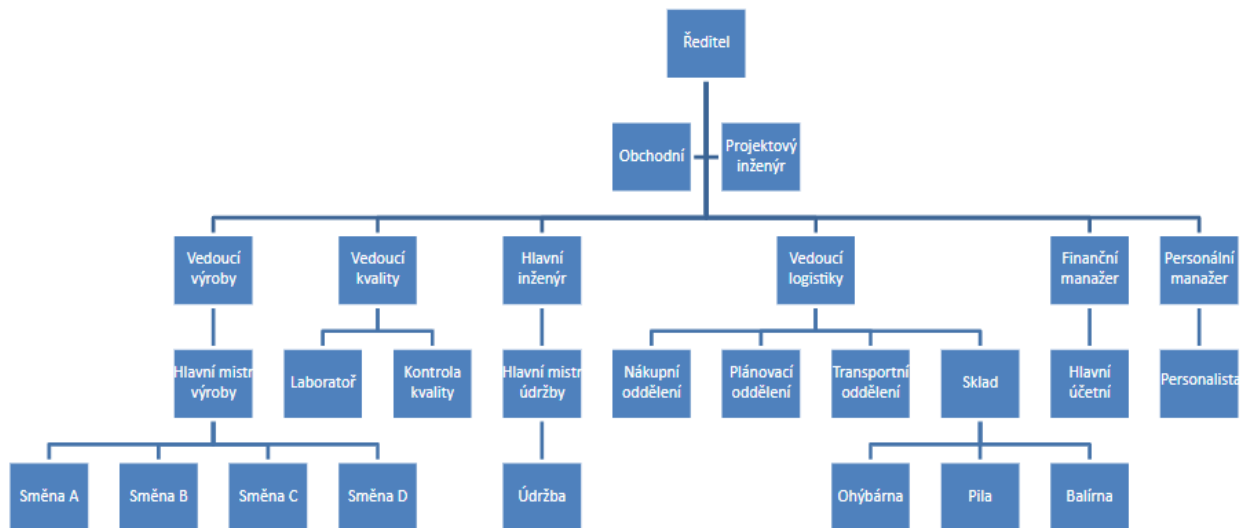 Ředitel
Obchodní
Projektový
inženýr
Vedoucí
výroby
Vedoucí
kvality
Hlavní
inženýr
Vedoucí
logistiky
Finanční
manažer
Personální
manažer
Hlavní mistr
výroby
Laboratoř
Kontrola
kvality
Hlavní mistr
údržby
Nákupní
oddělení
Plánovací
oddělení
Transportní
oddělení
Sklad
Hlavní
účetní
Personalista
Směna A
Směna B
Směna C
Směna D
Údržba
Ohýbárna
Pila
Balírna